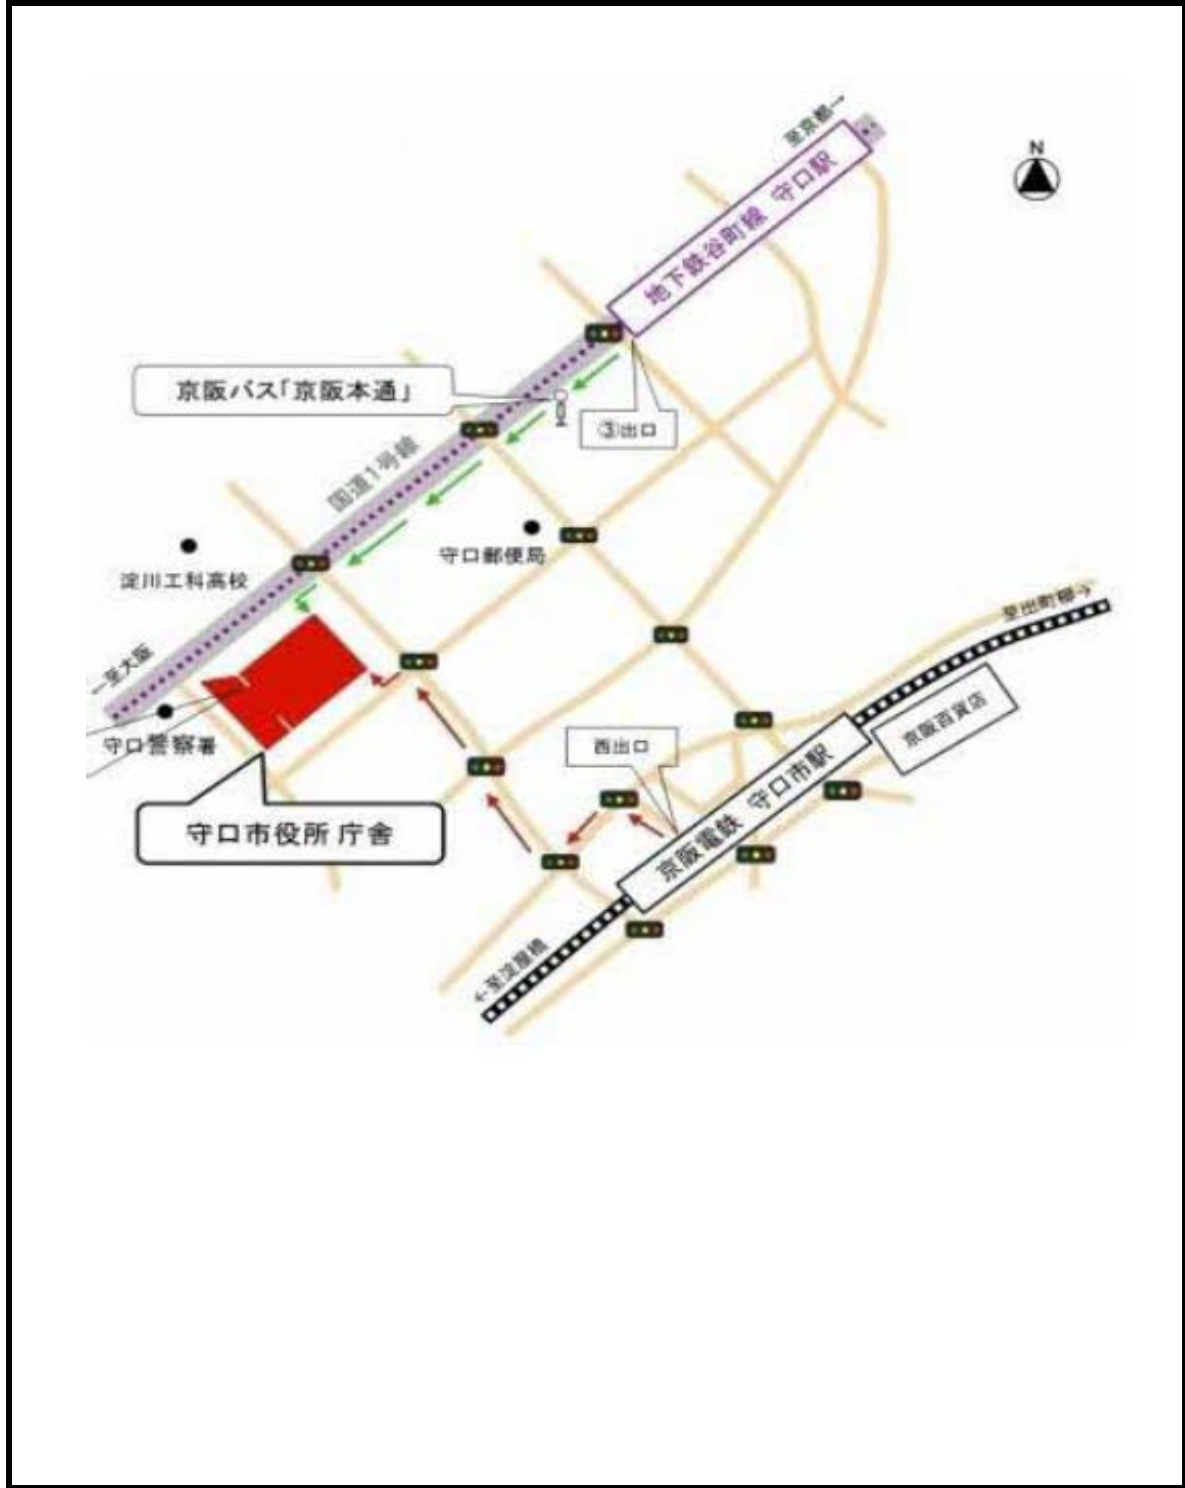 至京都→
N
地下鉄谷町線 守口駅
京阪バス「京阪本通」
③出口
国道1号線
守口郵便局
淀川工科高校
至出町柳→
←至大阪
京阪百貨店
守口警察署
西出口
京阪電鉄 守口市駅
守口市役所 庁舎
←至淀屋橋